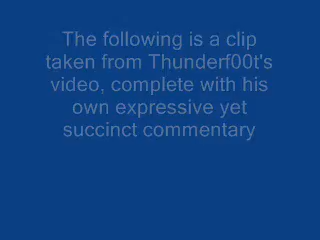 The following is a clip
taken from Thunderf00t's
video, complete with his
own expressive yet
succinct commentary